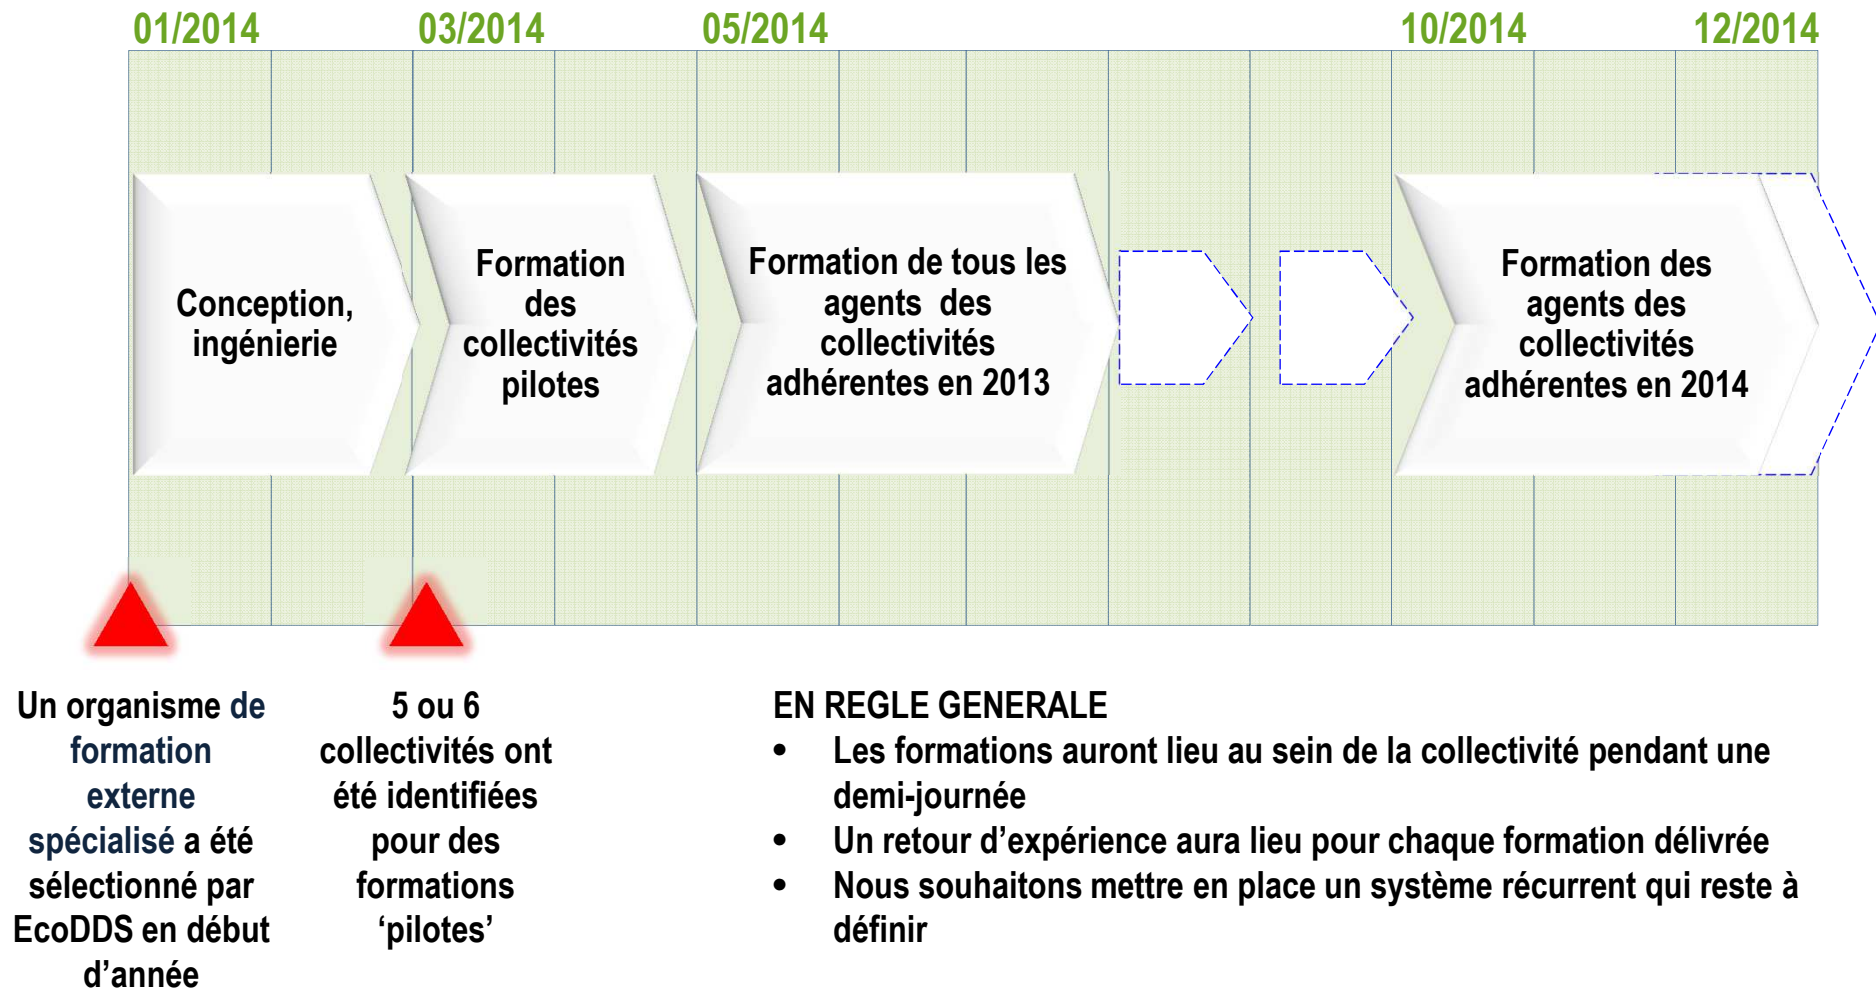 01/2014
03/2014
05/2014
10/2014
12/2014
Conception,
ingénierie
Formation
des
collectivités
pilotes
Formation de tous les
agents des
collectivités
adhérentes en 2013
Formation des
agents des
collectivités
adhérentes en 2014
Un organisme de
formation
externe
spécialisé a été
sélectionné par
EcoDDS en début
d’année
5 ou 6
collectivités ont
été identifiées
pour des
formations
‘pilotes’
EN REGLE GENERALE
• Les formations auront lieu au sein de la collectivité pendant une
demi-journée
• Un retour d’expérience aura lieu pour chaque formation délivrée
• Nous souhaitons mettre en place un système récurrent qui reste à
définir